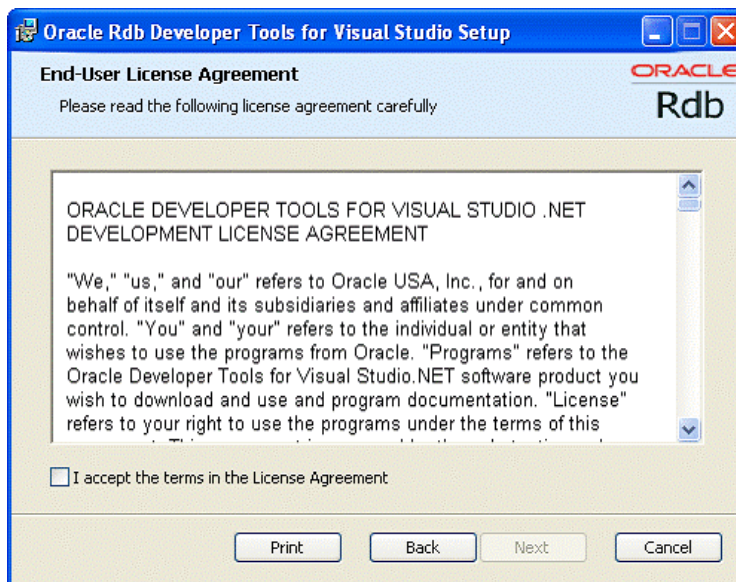 Oracle Rdb Developer Tools for Visual Studio Setup
End-User License Agreement
Please read the following license agreement carefully
ORACLE
Rdb
ORACLE DEVELOPER TOOLS FOR VISUAL STUDIO .NET
DEVELOPMENT LICENSE AGREEMENT
"We," "us," and "our" refers to Oracle USA, Inc., for and on
behalf of itself and its subsidiaries and affiliates under common
control. "You" and "your" refers to the individual or entity that
wishes to use the programs from Oracle. "Programs" refers to the
Oracle Developer Tools for Visual Studio.NET software product you
wish to download and use and program documentation. "License"
refers to your right to use the programs under the terms of this
I accept the terms in the License Agreement
Print
Back
Next
Cancel